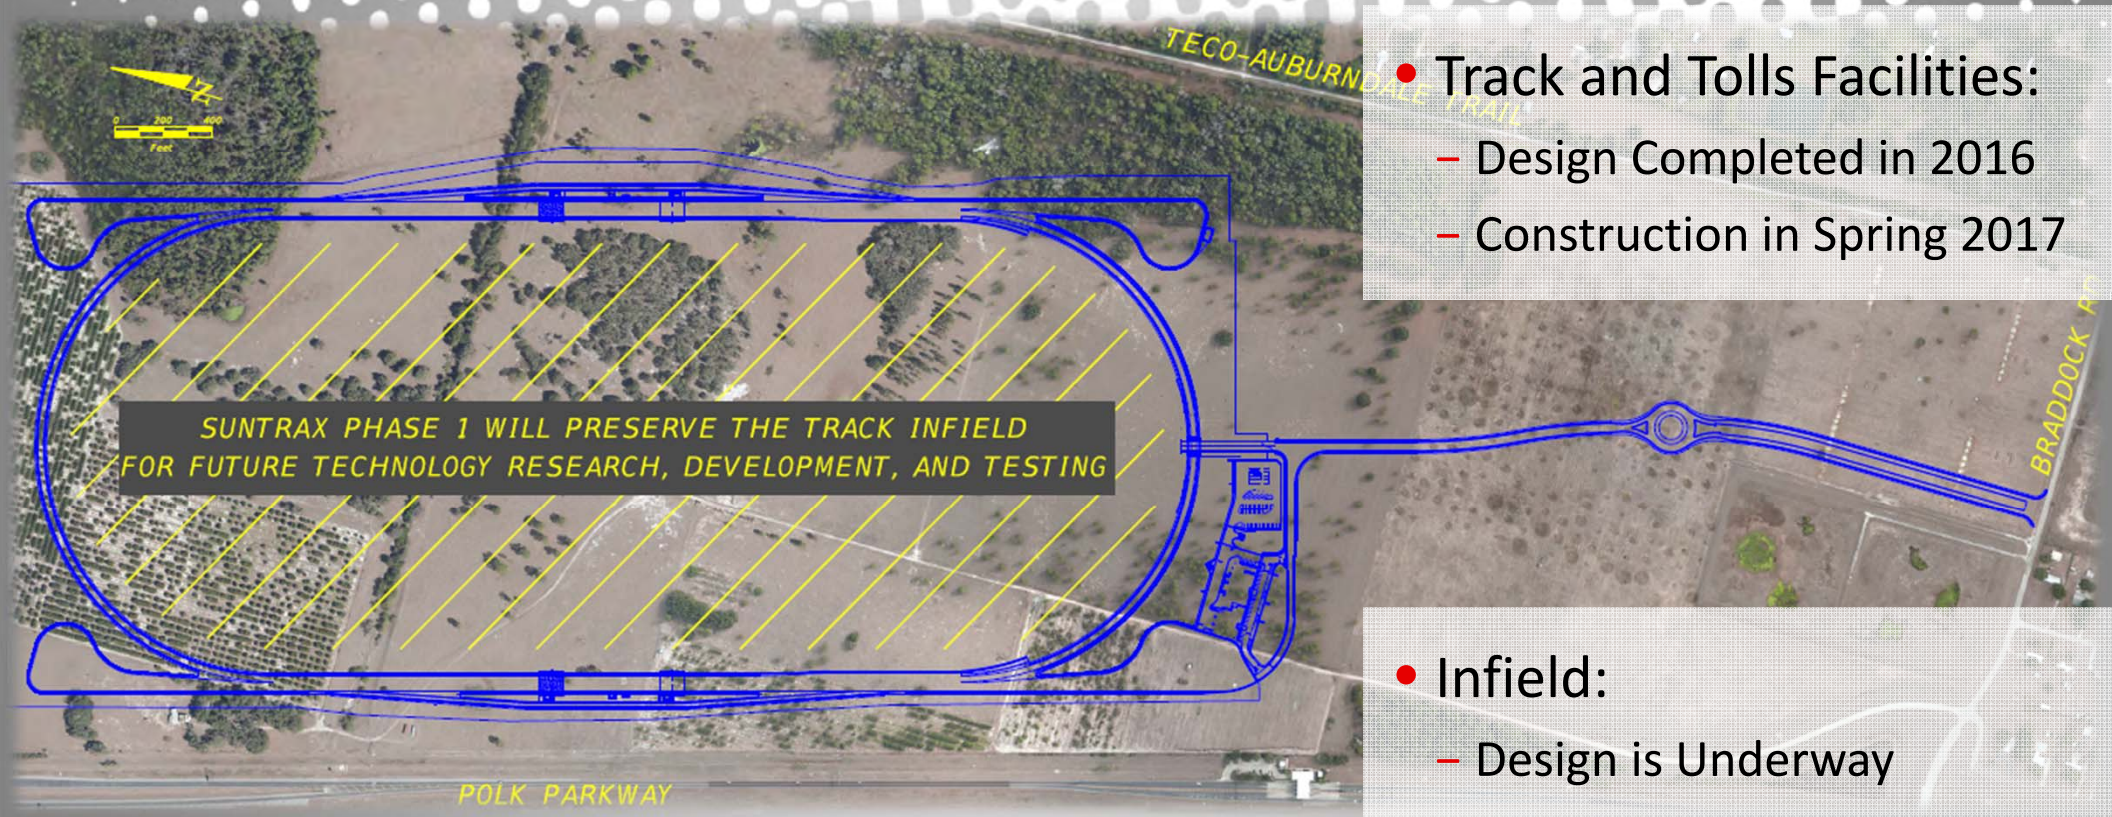 TECO-AUBURNDALE TRAIL
N
0 200 400
Feet
• Track and Tolls Facilities:
– Design Completed in 2016
– Construction in Spring 2017
BRADDOCK RD
SUNTRAX PHASE 1 WILL PRESERVE THE TRACK INFIELD
FOR FUTURE TECHNOLOGY RESEARCH, DEVELOPMENT, AND TESTING
• Infield:
– Design is Underway
POLK PARKWAY